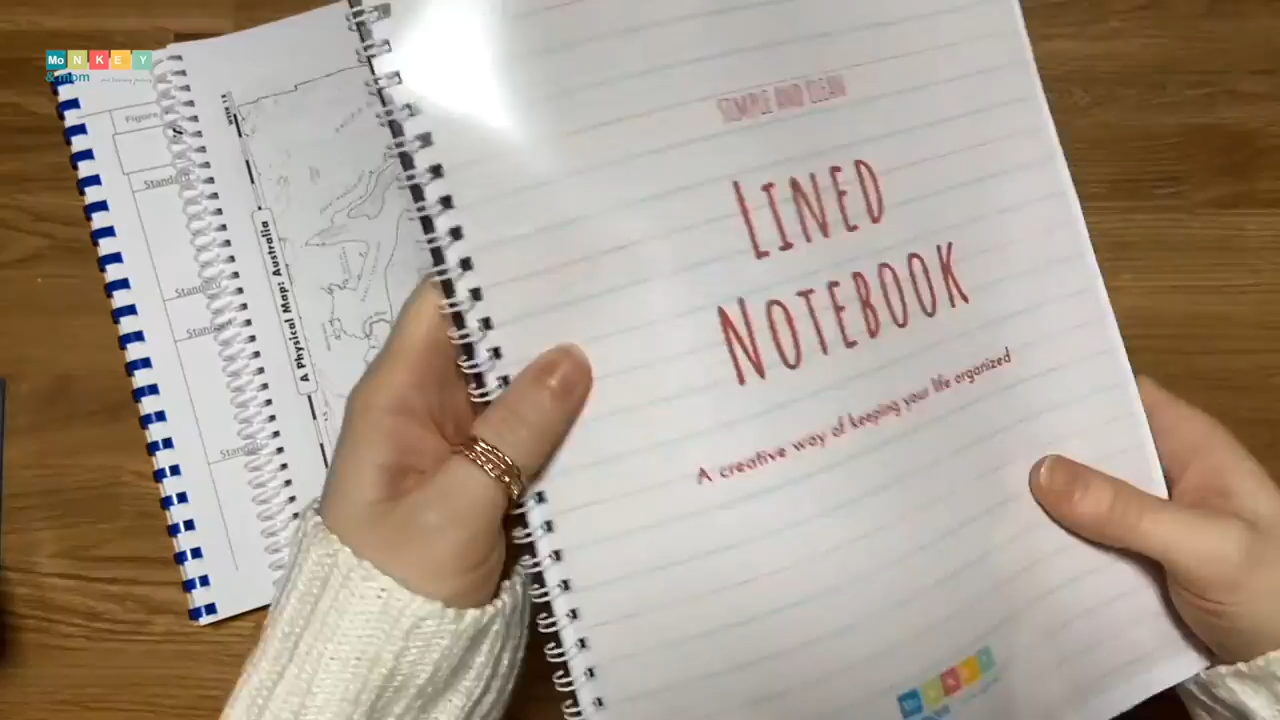 MoNKEY
& mom
Figure
Standard
Standard
Standard
A Physical Map: Australia
SIMPLE AND CLEAN
LINED
NOTEBOOK
A creative way of keeping your life organized
MoNKEY